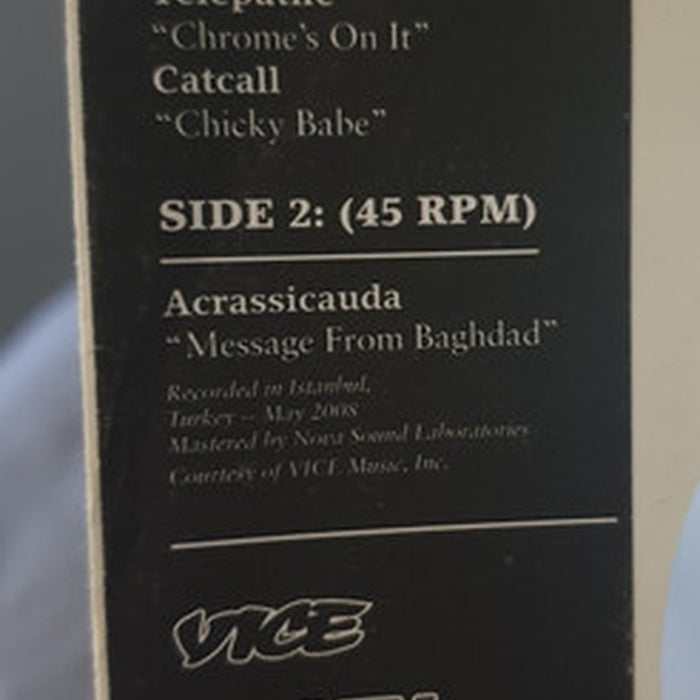 Telepathe
“Chrome's On It”
Catcall
“Chicky Babe”
SIDE 2: (45 RPM)
Acrassicauda
“Message From Baghdad”
Recorded in Istanbul,
Turkey – May 2008
Mastered by Nova Sound Laboratories
Courtesy of VICE Music, Inc.
VICE